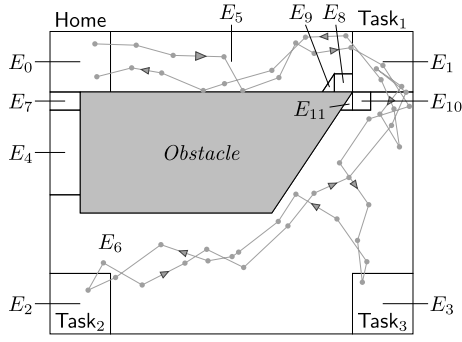 Home E₅ E₉ E₈ Task₁
E₀ E₁
E₇ E₁₁ E₁₀
E₄ Obstacle
E₆
E₂ E₃
Task₂ Task₃